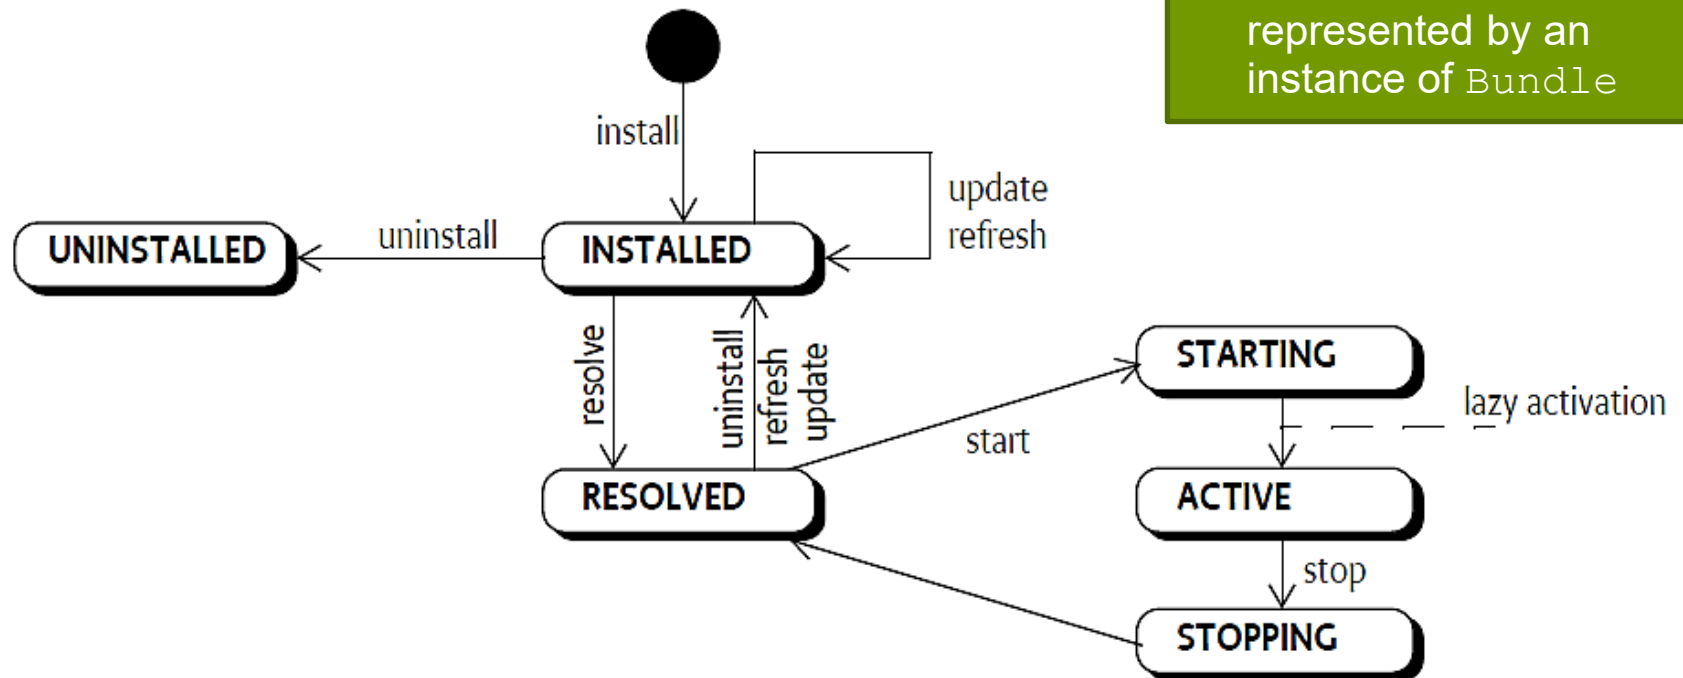 represented by an
instance of Bundle
install
update
refresh
UNINSTALLED
uninstall
INSTALLED
resolve
uninstall
refresh
update
STARTING
lazy activation
start
RESOLVED
ACTIVE
stop
STOPPING